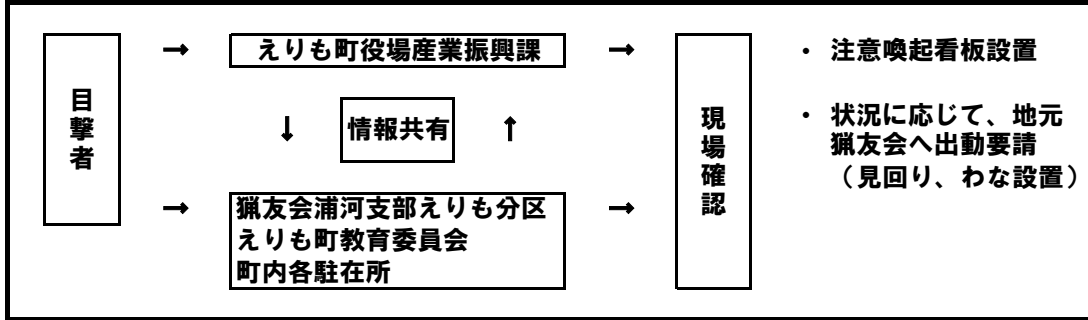 目撃者
→ えりも町役場産業振興課 →
↓ 情報共有 ↑
→ 猟友会浦河支部えりも分区 →
えりも町教育委員会
町内各駐在所
現場確認
・ 注意喚起看板設置
・ 状況に応じて、地元
猟友会へ出動要請
（見回り、わな設置）